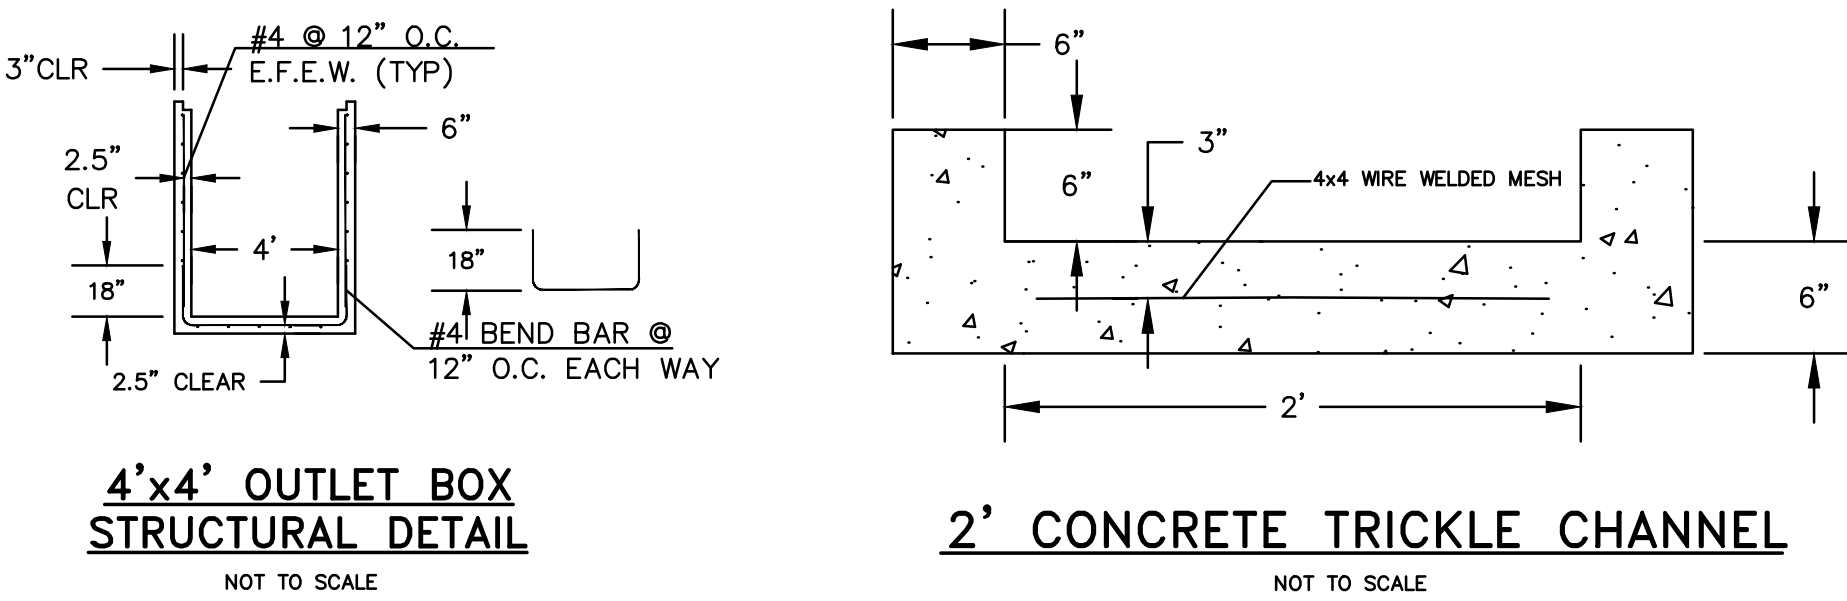 #4 @ 12" O.C.
E.F.E.W. (TYP)
3"CLR
6"
2.5"
CLR
4'
18"
18"
#4 BEND BAR @
12" O.C. EACH WAY
2.5" CLEAR
4'x4' OUTLET BOX
STRUCTURAL DETAIL
NOT TO SCALE
6"
3"
6"
4x4 WIRE WELDED MESH
6"
2'
2' CONCRETE TRICKLE CHANNEL
NOT TO SCALE